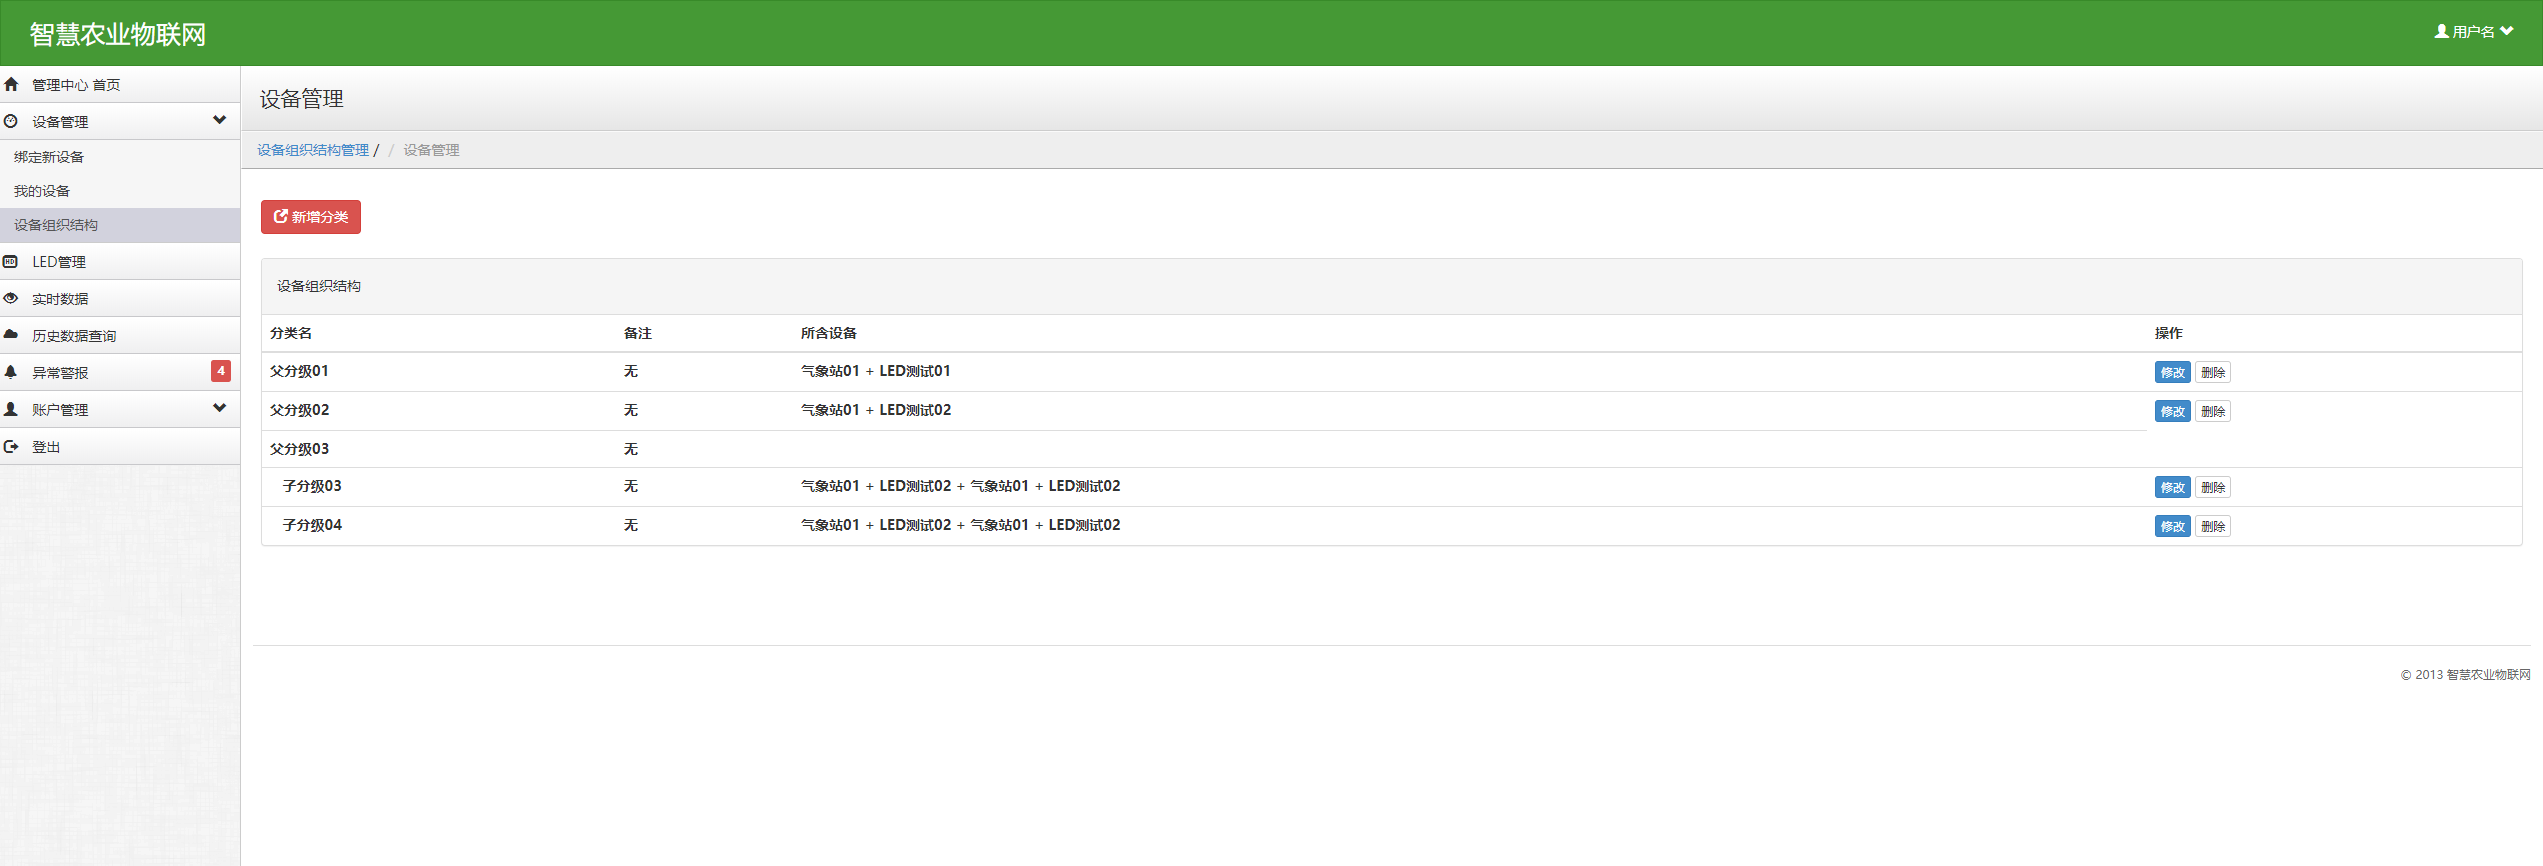 智慧农业物联网
用户名
管理中心 首页
设备管理
绑定新设备
我的设备
设备组织结构
LED管理
实时数据
历史数据查询
异常警报 4
账户管理
登出
设备管理
设备组织结构管理 / / 设备管理
新增分类
设备组织结构
分类名 备注 所含设备 操作
父分级01 无 气象站01 + LED测试01 修改 删除
父分级02 无 气象站01 + LED测试02 修改 删除
父分级03 无
子分级03 无 气象站01 + LED测试02 + 气象站01 + LED测试02 修改 删除
子分级04 无 气象站01 + LED测试02 + 气象站01 + LED测试02 修改 删除
© 2013 智慧农业物联网